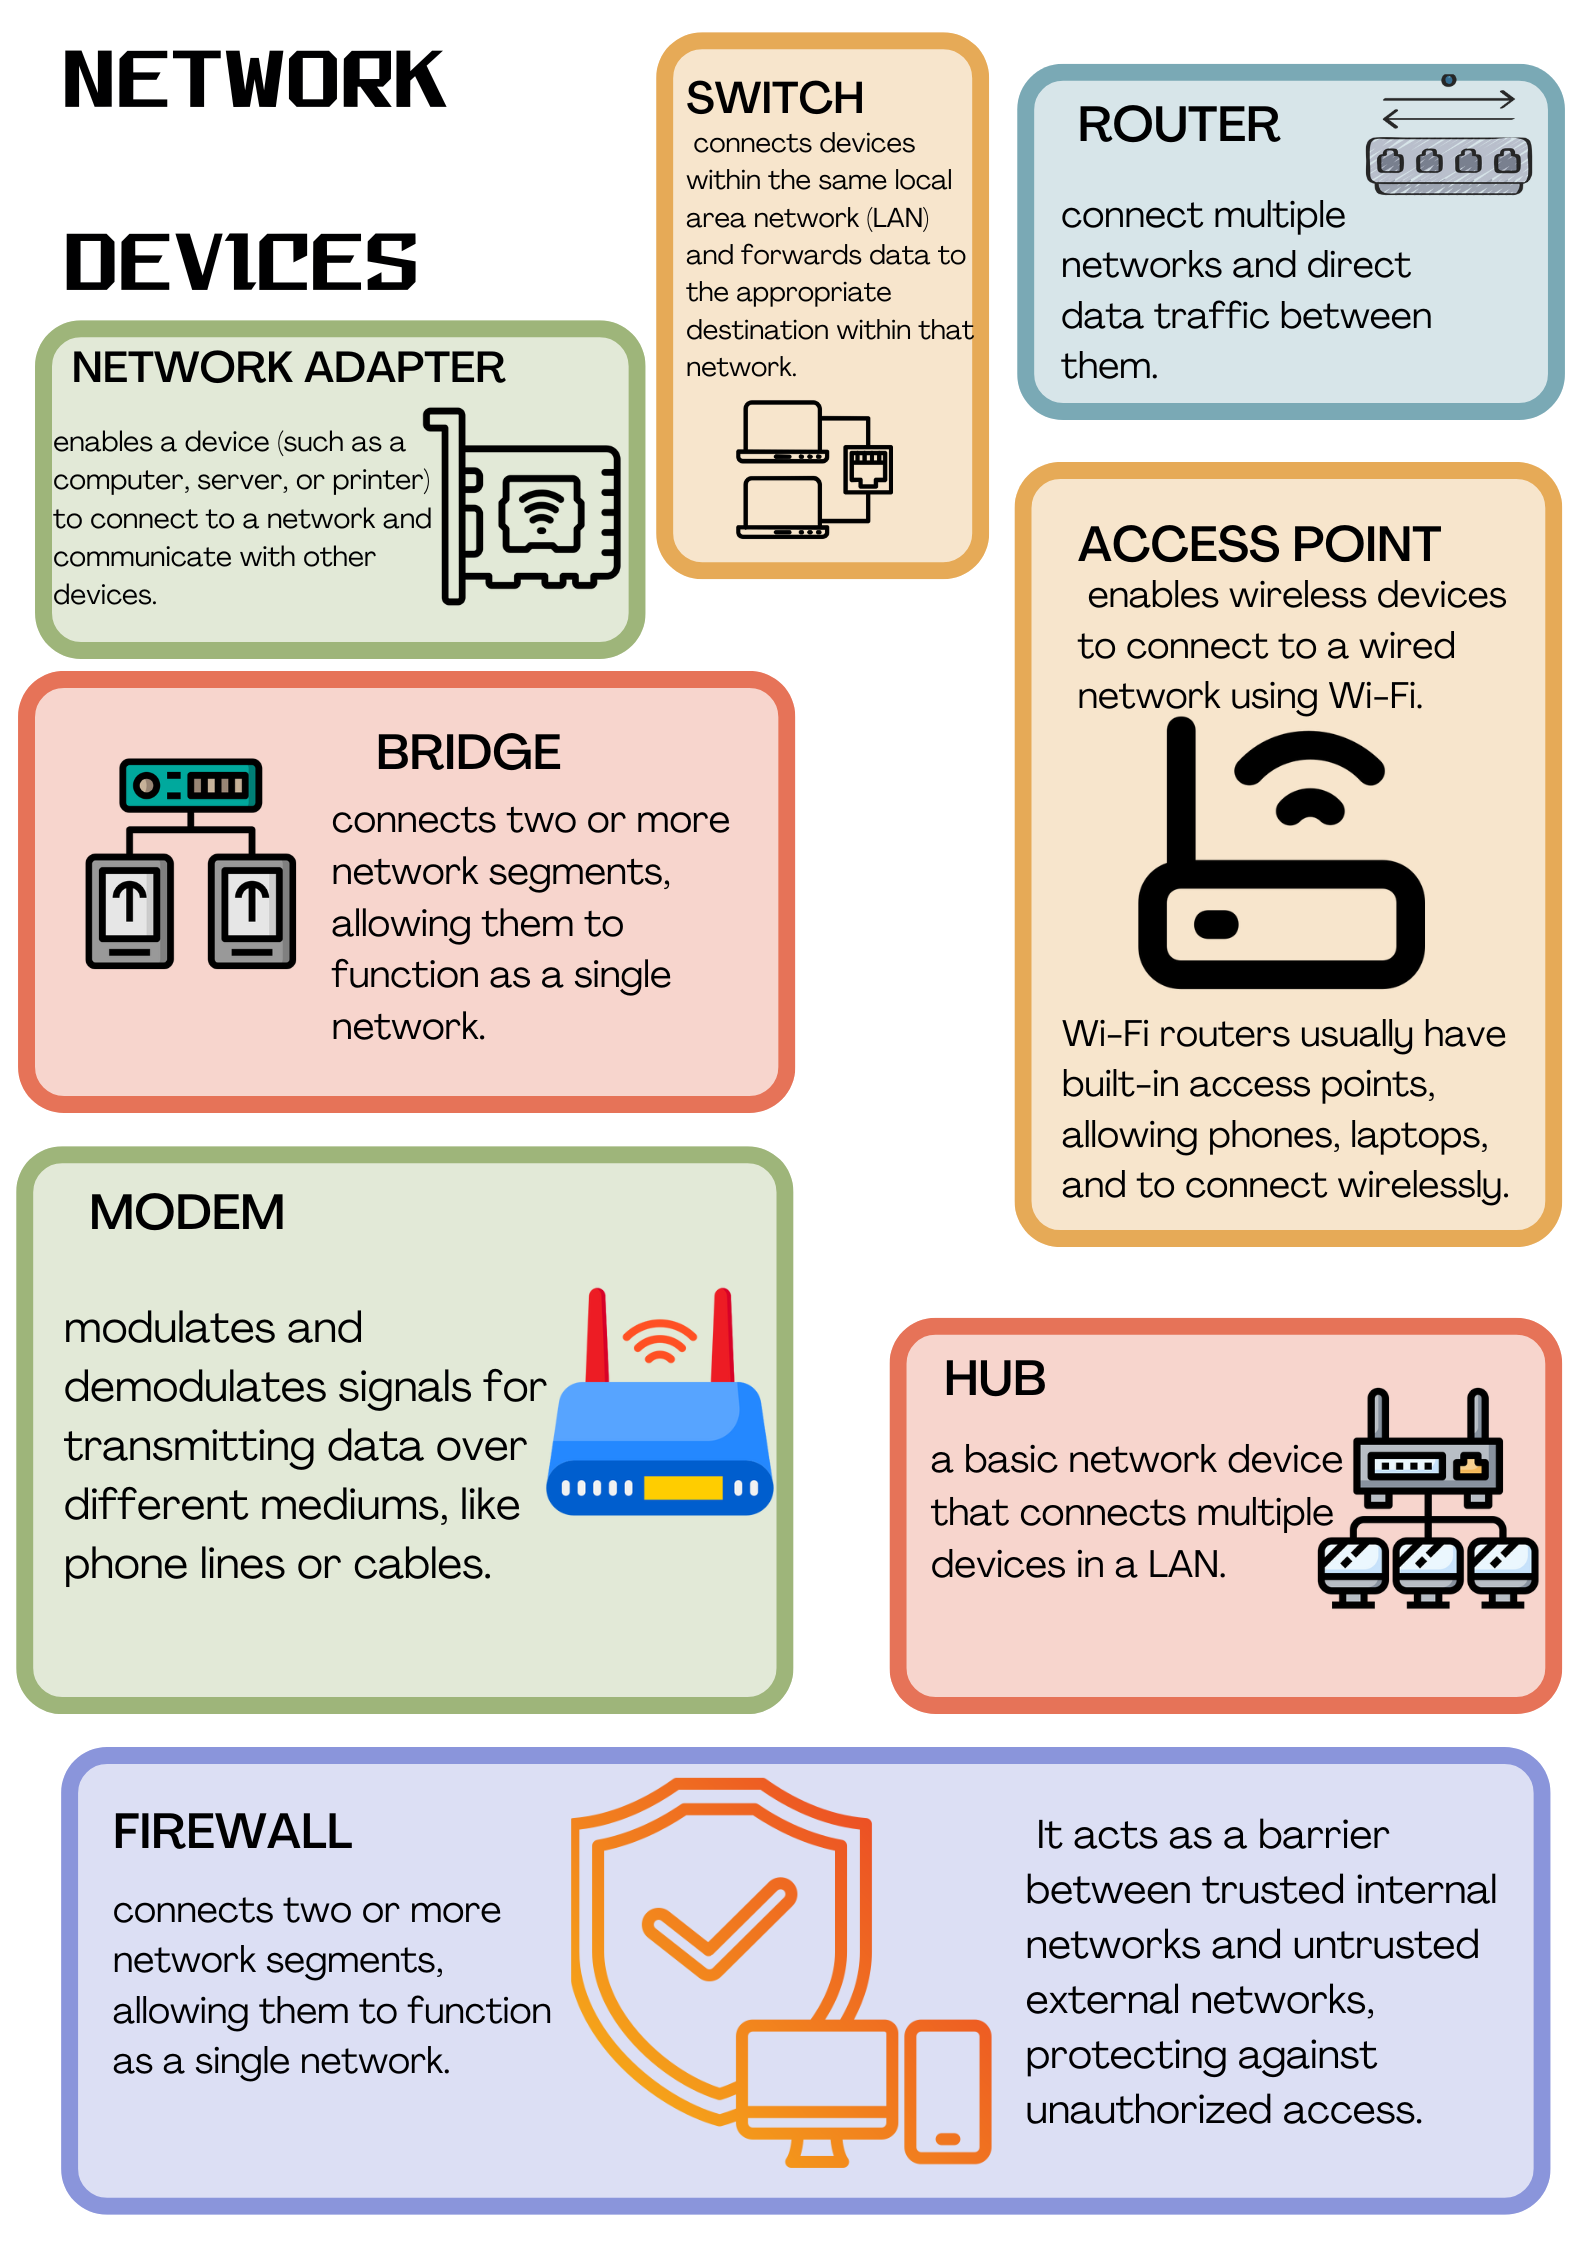 NETWORK
DEVICES
SWITCH
connects devices
within the same local
area network (LAN)
and forwards data to
the appropriate
destination within that
network.
ROUTER
connect multiple
networks and direct
data traffic between
them.
NETWORK ADAPTER
enables a device (such as a
computer, server, or printer)
to connect to a network and
communicate with other
devices.
ACCESS POINT
enables wireless devices
to connect to a wired
network using Wi-Fi.
Wi-Fi routers usually have
built-in access points,
allowing phones, laptops,
and to connect wirelessly.
BRIDGE
connects two or more
network segments,
allowing them to
function as a single
network.
MODEM
modulates and
demodulates signals for
transmitting data over
different mediums, like
phone lines or cables.
HUB
a basic network device
that connects multiple
devices in a LAN.
FIREWALL
connects two or more
network segments,
allowing them to function
as a single network.
It acts as a barrier
between trusted internal
networks and untrusted
external networks,
protecting against
unauthorized access.